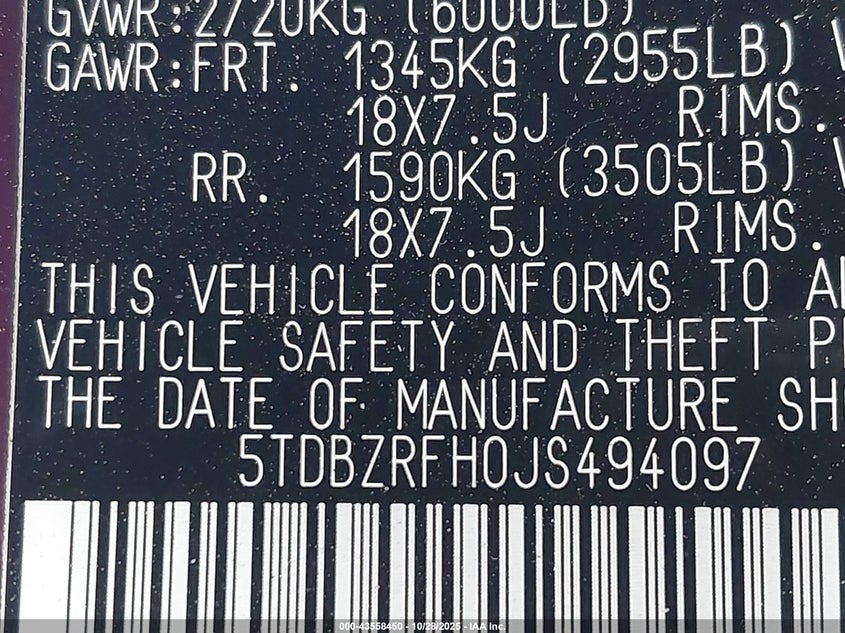 GVWR:2720KG (6000LB)
GAWR:FRT. 1345KG (2955LB)
18X7.5J RIMS.
RR. 1590KG (3505LB)
18X7.5J RIMS.
THIS VEHICLE CONFORMS TO
VEHICLE SAFETY AND THEFT
THE DATE OF MANUFACTURE
5TDBZRFH0JS494097
000-43558450 - 10/28/2025 - IAA Inc.